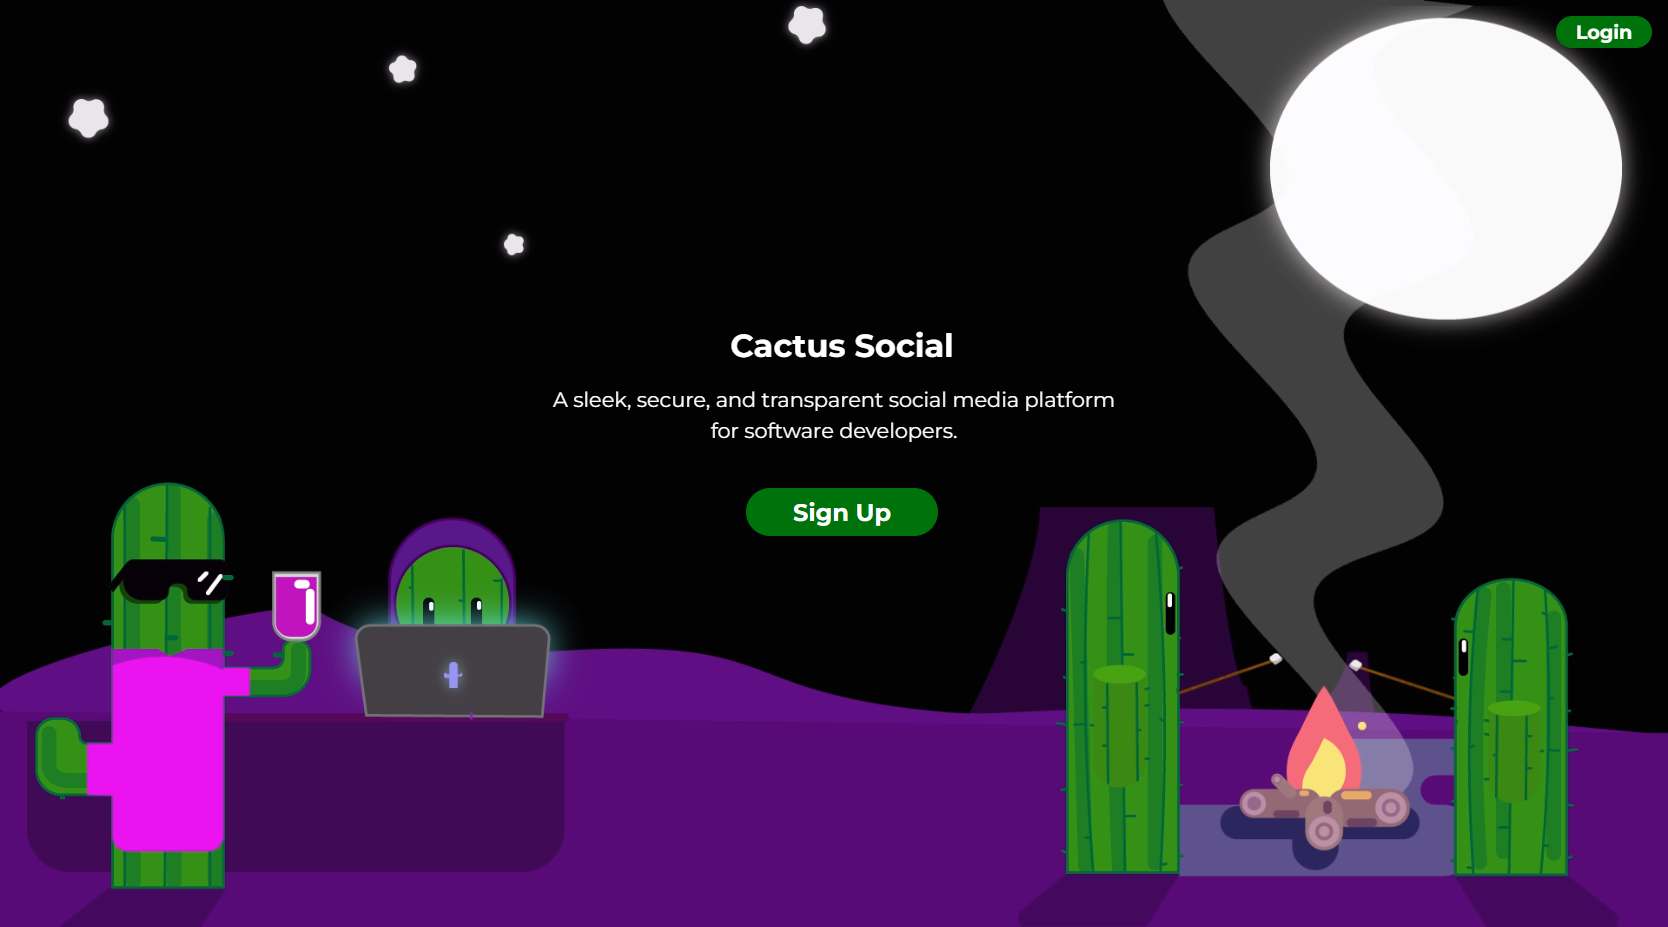 Login
Cactus Social
A sleek, secure, and transparent social media platform
for software developers.
Sign Up